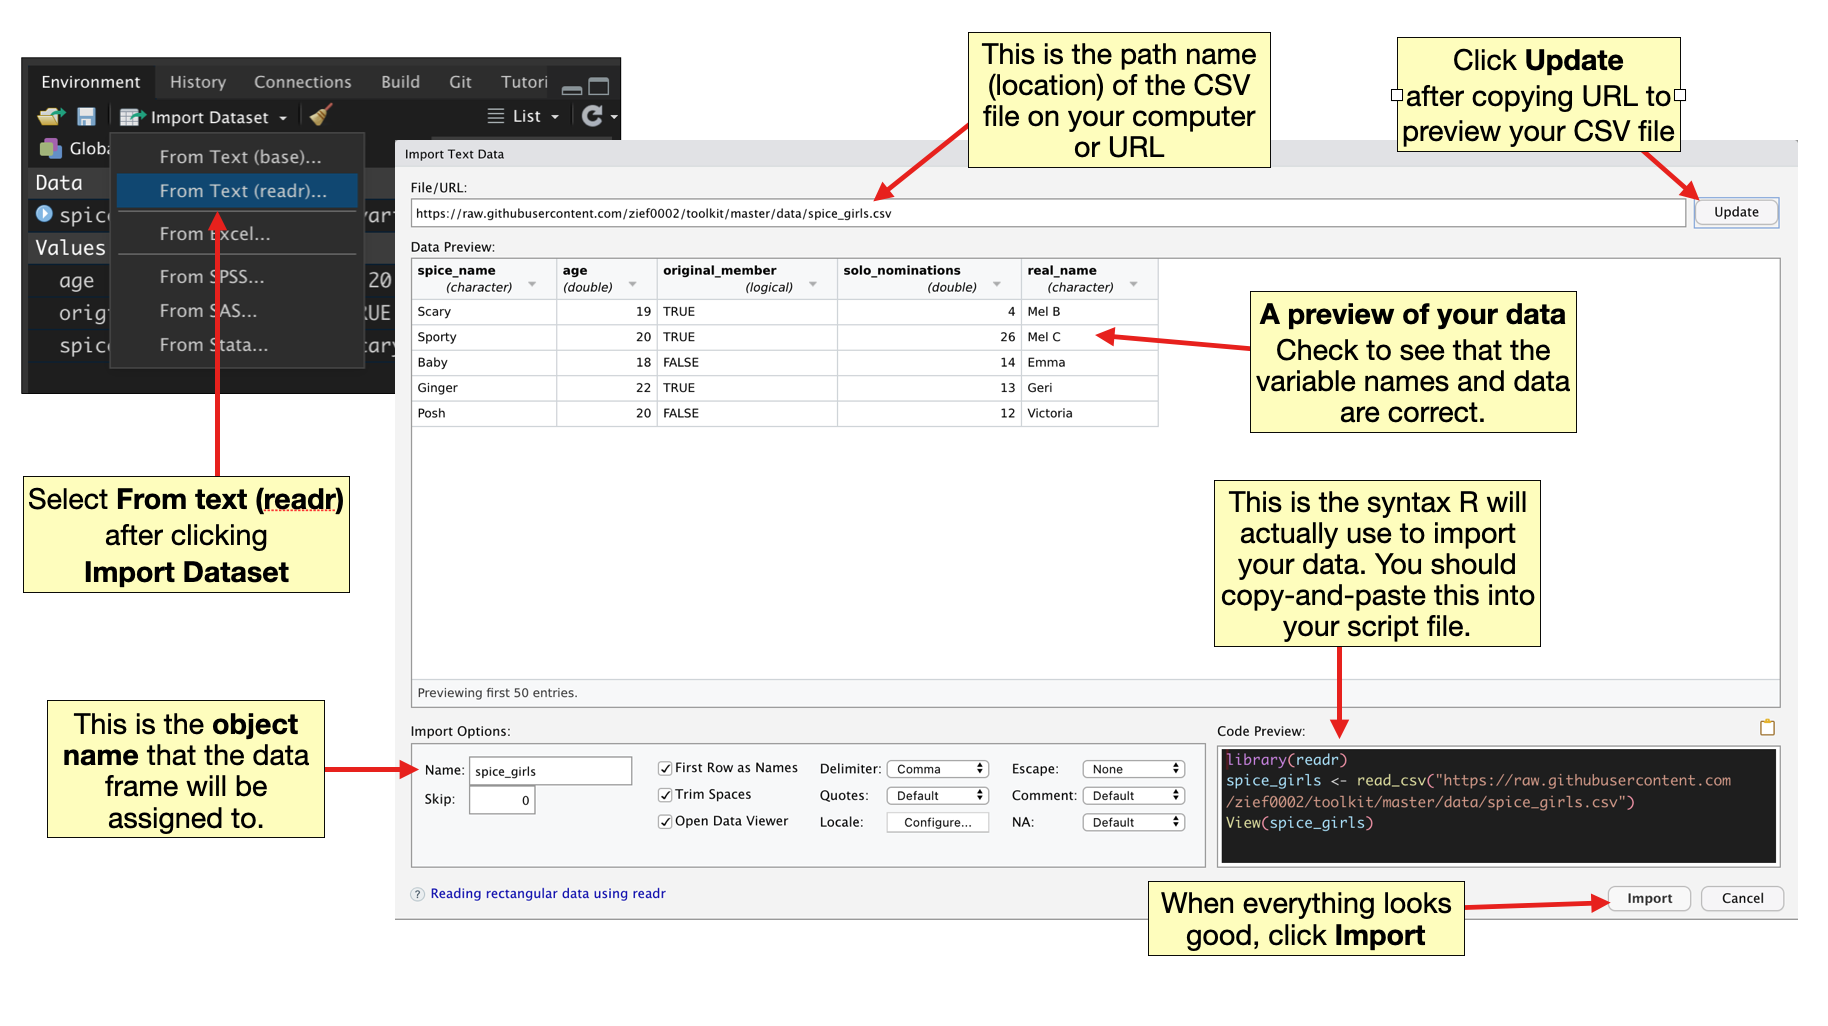 This is the path name
(location) of the CSV
file on your computer
or URL
Click Update
after copying URL to
preview your CSV file
Environment History Connections Build Git Tutori
Import Dataset List
Globa
From Text (base)...
Data
From Text (readr)...
spic var
From Excel...
Values
From SPSS...
age 20
From SAS...
orig UE
From Stata...
spic ary
Import Text Data
File/URL:
https://raw.githubusercontent.com/zief0002/toolkit/master/data/spice_girls.csv Update
Data Preview:
spice_name age original_member solo_nominations real_name
(character) (double) (logical) (double) (character)
Scary 19 TRUE 4 Mel B
Sporty 20 TRUE 26 Mel C
Baby 18 FALSE 14 Emma
Ginger 22 TRUE 13 Geri
Posh 20 FALSE 12 Victoria
A preview of your data
Check to see that the
variable names and data
are correct.
Select From text (readr)
after clicking
Import Dataset
This is the syntax R will
actually use to import
your data. You should
copy-and-paste this into
your script file.
Previewing first 50 entries.
This is the object
name that the data
frame will be
assigned to.
Import Options:
Name: spice_girls First Row as Names Delimiter: Comma Escape: None
Skip: 0 Trim Spaces Quotes: Default Comment: Default
Open Data Viewer Locale: Configure... NA: Default
Code Preview:
library(readr)
spice_girls <- read_csv("https://raw.githubusercontent.com
/zief0002/toolkit/master/data/spice_girls.csv")
View(spice_girls)
? Reading rectangular data using readr
When everything looks
good, click Import
Import Cancel